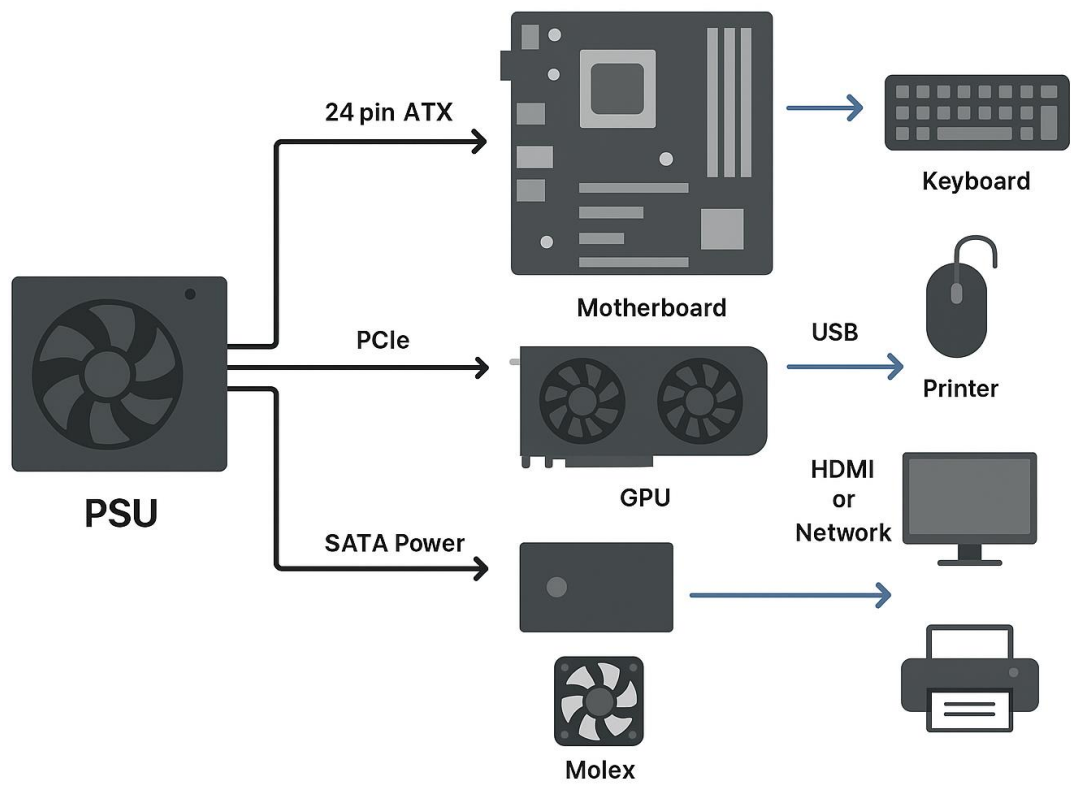 24 pin ATX
Keyboard
Motherboard
PCIe
USB
Printer
GPU
PSU
HDMI
or
Network
SATA Power
Molex